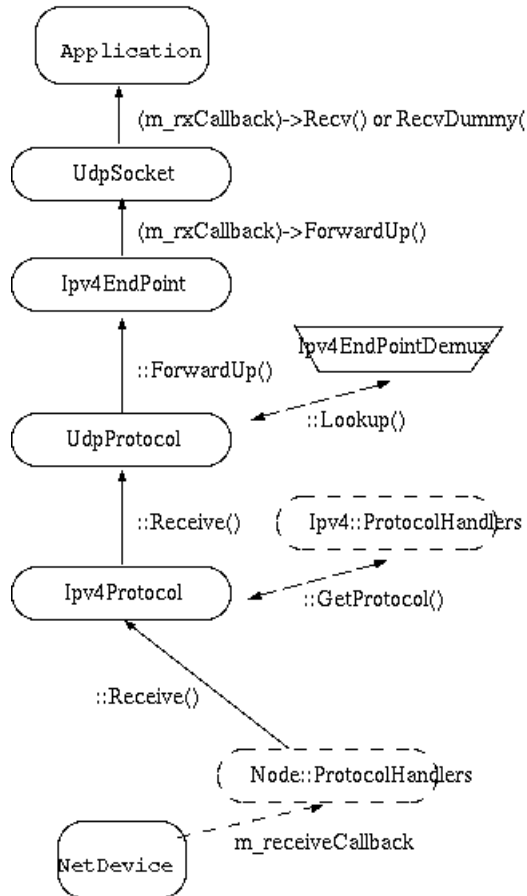 Application
(m_rxCallback)->Recv() or RecvDummy(
UdpSocket
(m_rxCallback)->ForwardUp()
Ipv4EndPoint
Ipv4EndPointDemux
::ForwardUp()
::Lookup()
UdpProtocol
::Receive()
Ipv4::ProtocolHandlers
Ipv4Protocol
::GetProtocol()
::Receive()
Node::ProtocolHandlers
m_receiveCallback
NetDevice